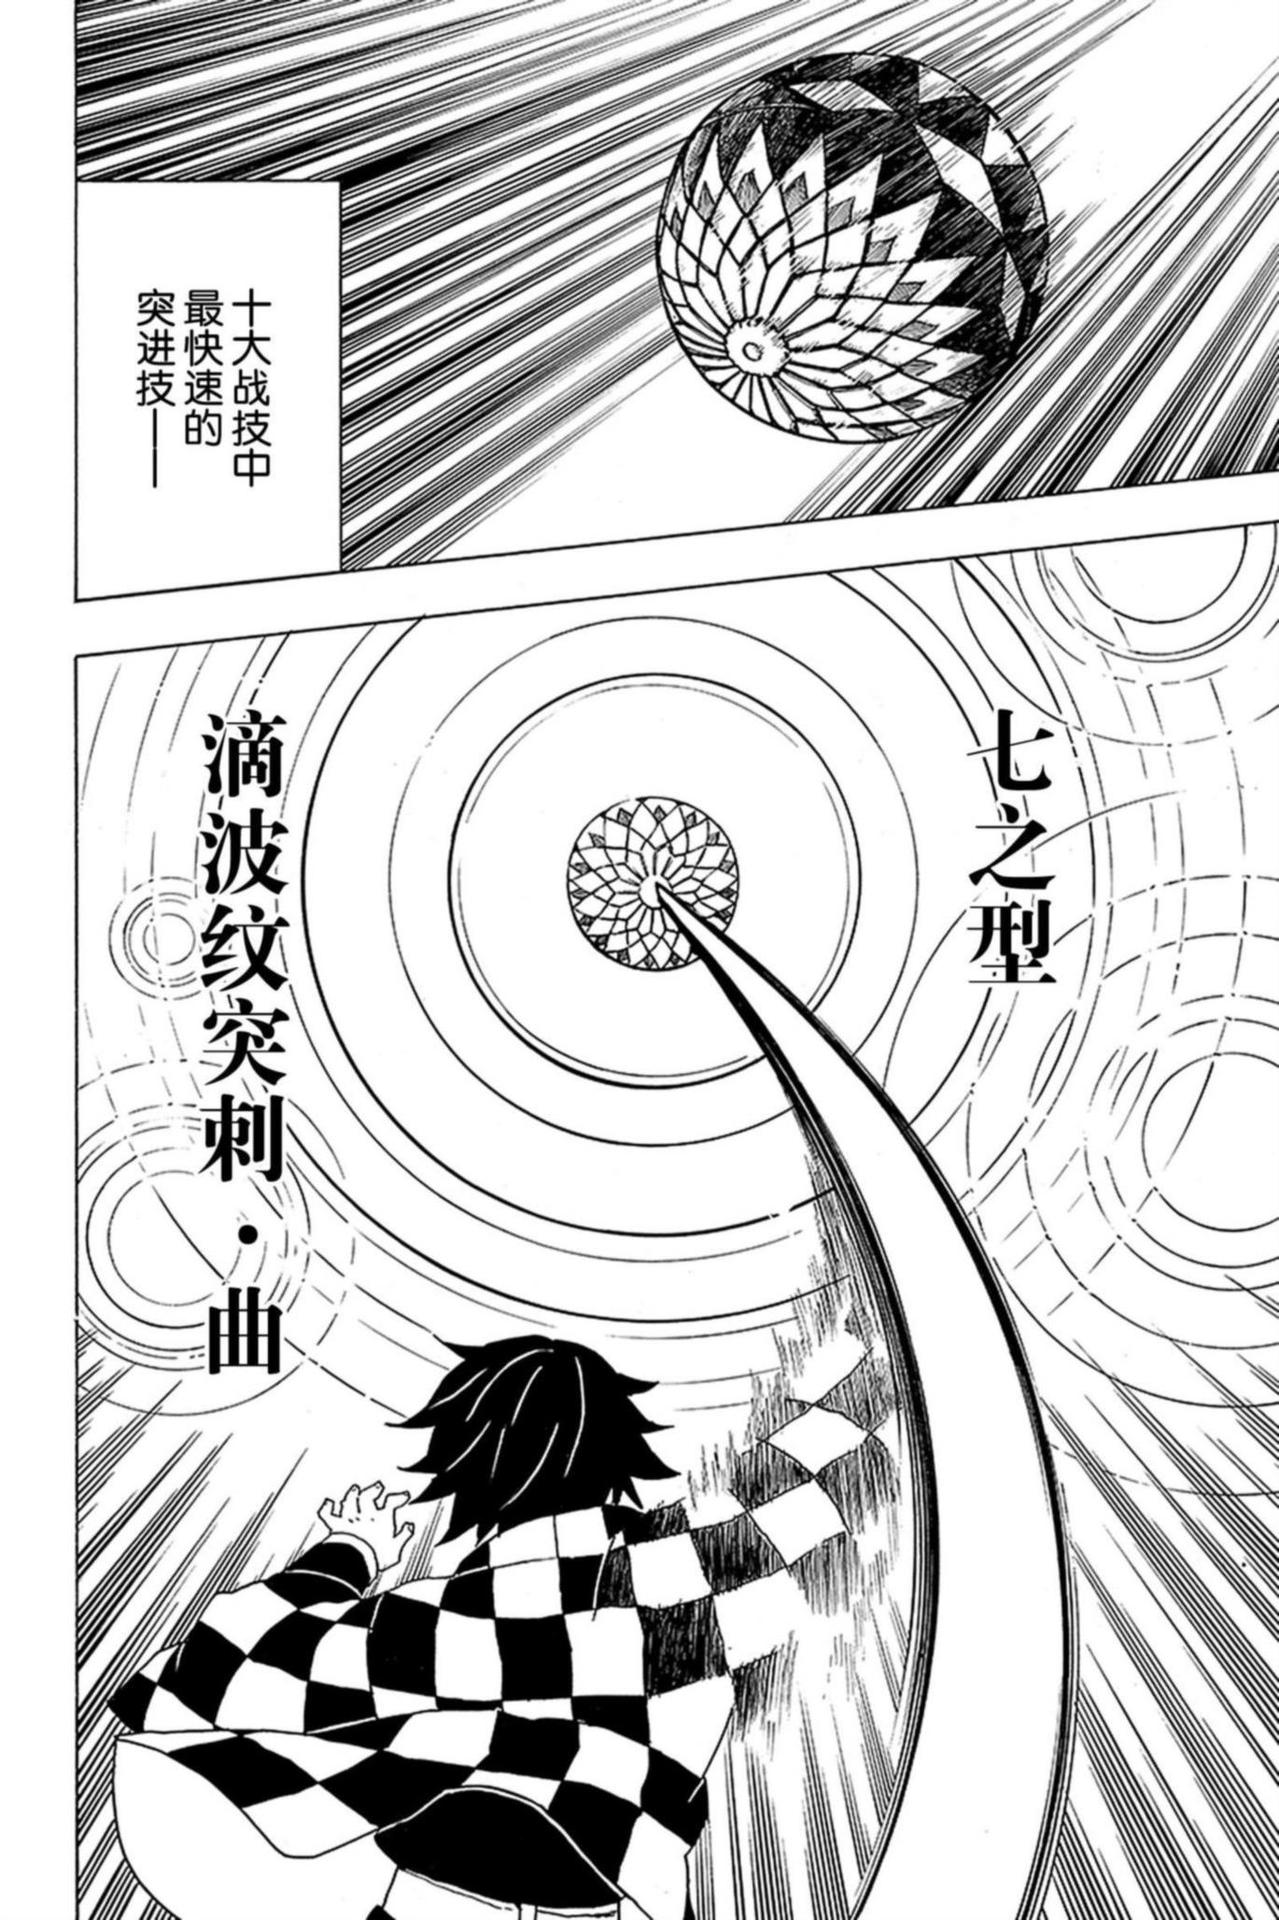 十大战技中
最快速的
突进技——
七之型
滴波纹突刺·曲